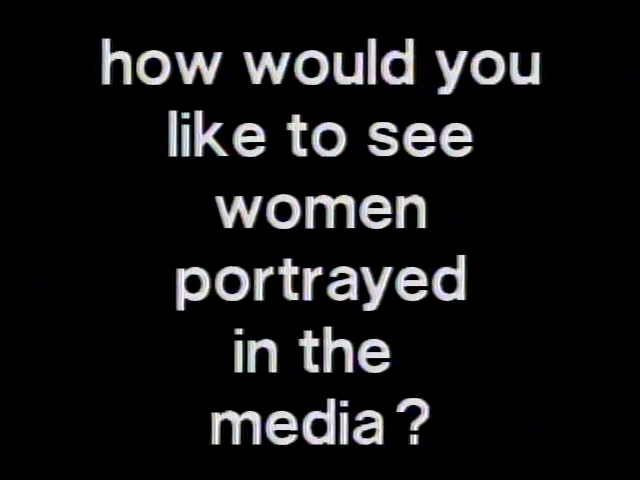 how would you
like to see
women
portrayed
in the
media?